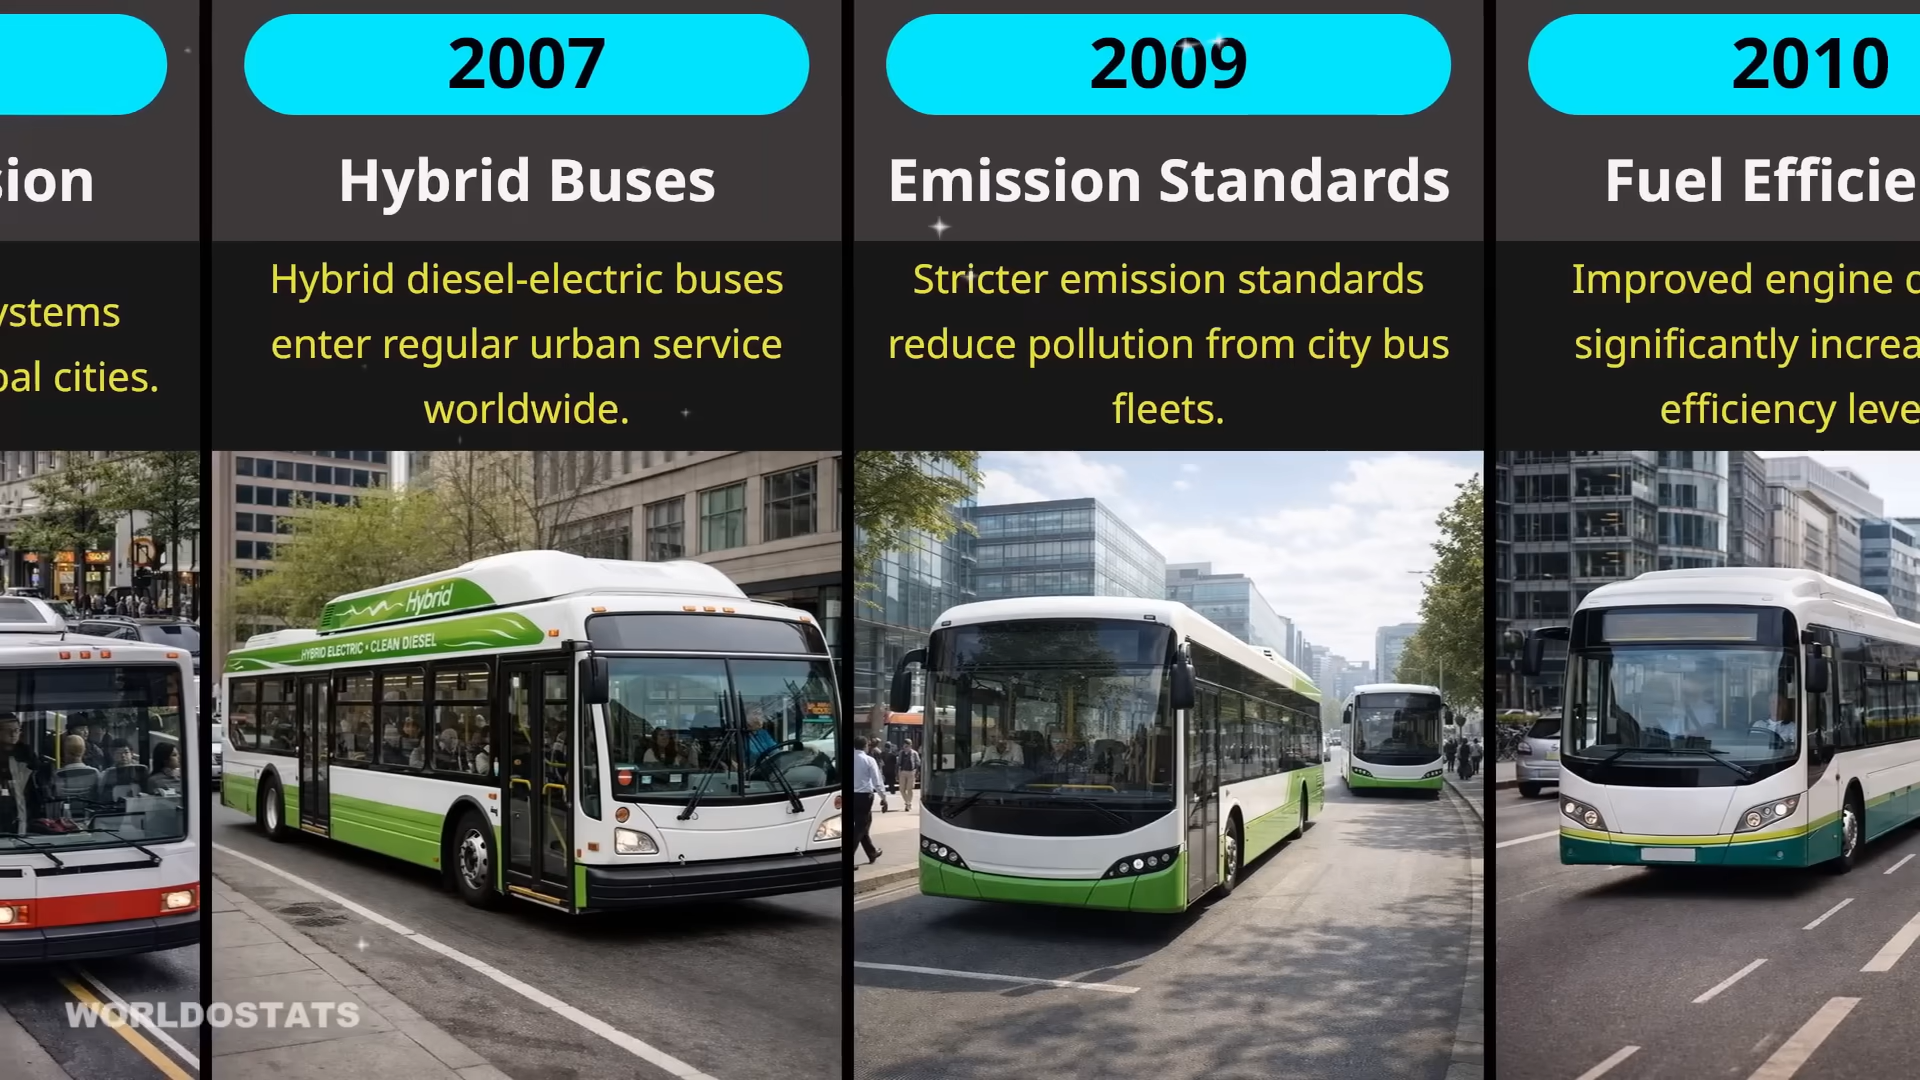 2007
2009
2010
sion
Hybrid Buses
Emission Standards
Fuel Efficie
ystems
bal cities.
Hybrid diesel-electric buses
enter regular urban service
worldwide.
Stricter emission standards
reduce pollution from city bus
fleets.
Improved engine
significantly increa
efficiency leve
Hybrid
HYBRID ELECTRIC • CLEAN DIESEL
WORLDOSTATS